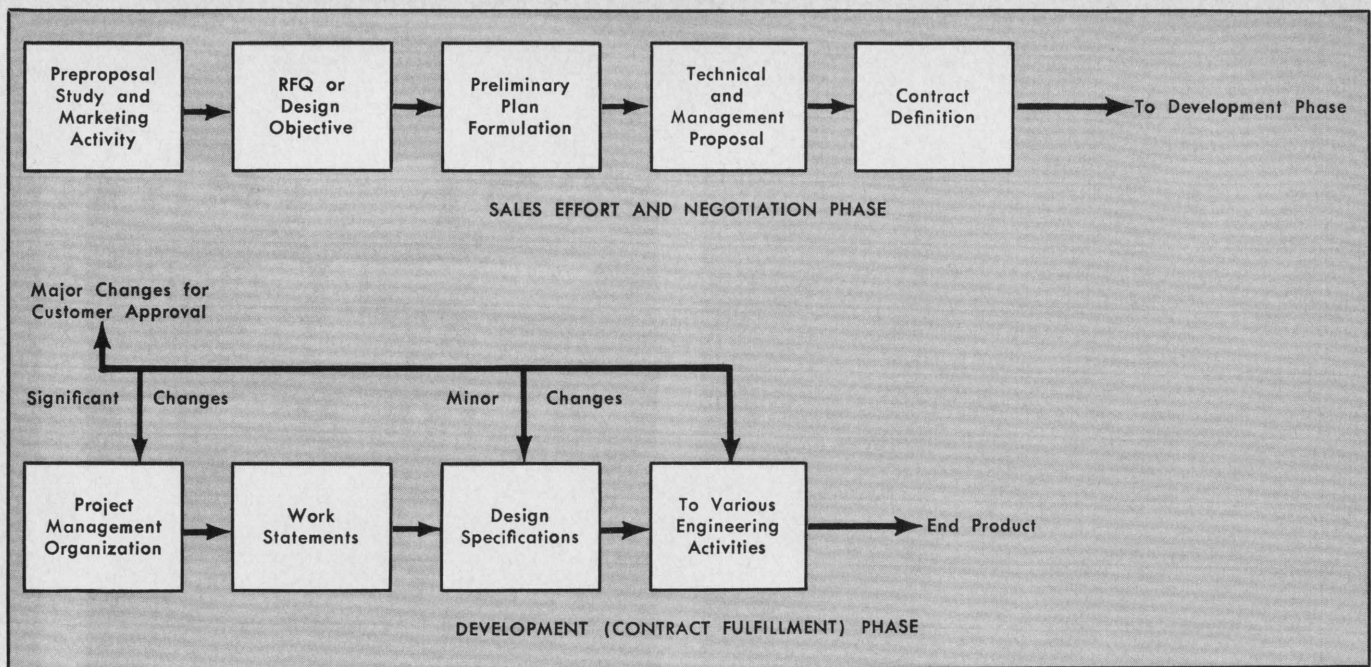 Preproposal
Study and
Marketing
Activity
RFQ or
Design
Objective
Preliminary
Plan
Formulation
Technical
and
Management
Proposal
Contract
Definition
To Development Phase
SALES EFFORT AND NEGOTIATION PHASE
Major Changes for
Customer Approval
Significant Changes
Minor Changes
Project
Management
Organization
Work
Statements
Design
Specifications
To Various
Engineering
Activities
End Product
DEVELOPMENT (CONTRACT FULFILLMENT) PHASE